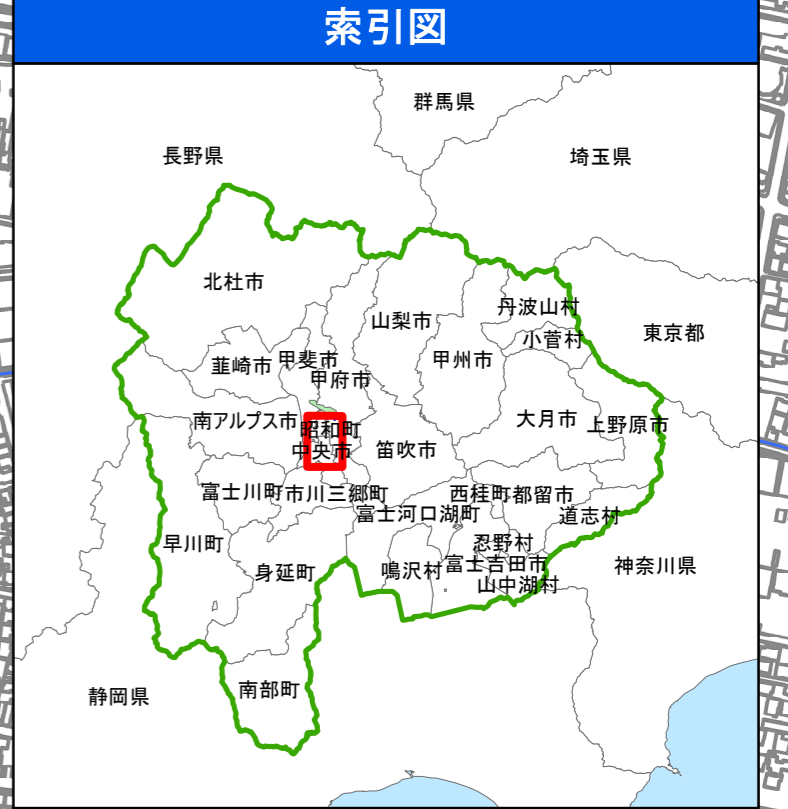 索引図
群馬県
長野県
埼玉県
北杜市
丹波山村
山梨市
東京都
小菅村
甲斐市
甲州市
韮崎市
甲府市
南アルプス市
大月市
上野原市
昭和町
中央市
笛吹市
富士川町
市川三郷町
西桂町
都留市
富士河口湖町
道志村
早川町
忍野村
富士吉田市
神奈川県
身延町
鳴沢村
山中湖村
南部町
静岡県